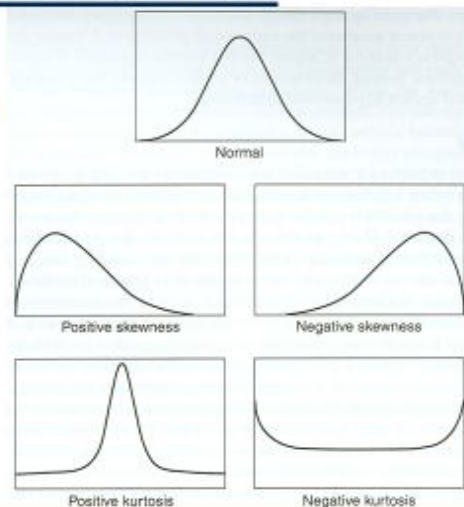 Normal
Positive skewness
Negative skewness
Positive kurtosis
Negative kurtosis